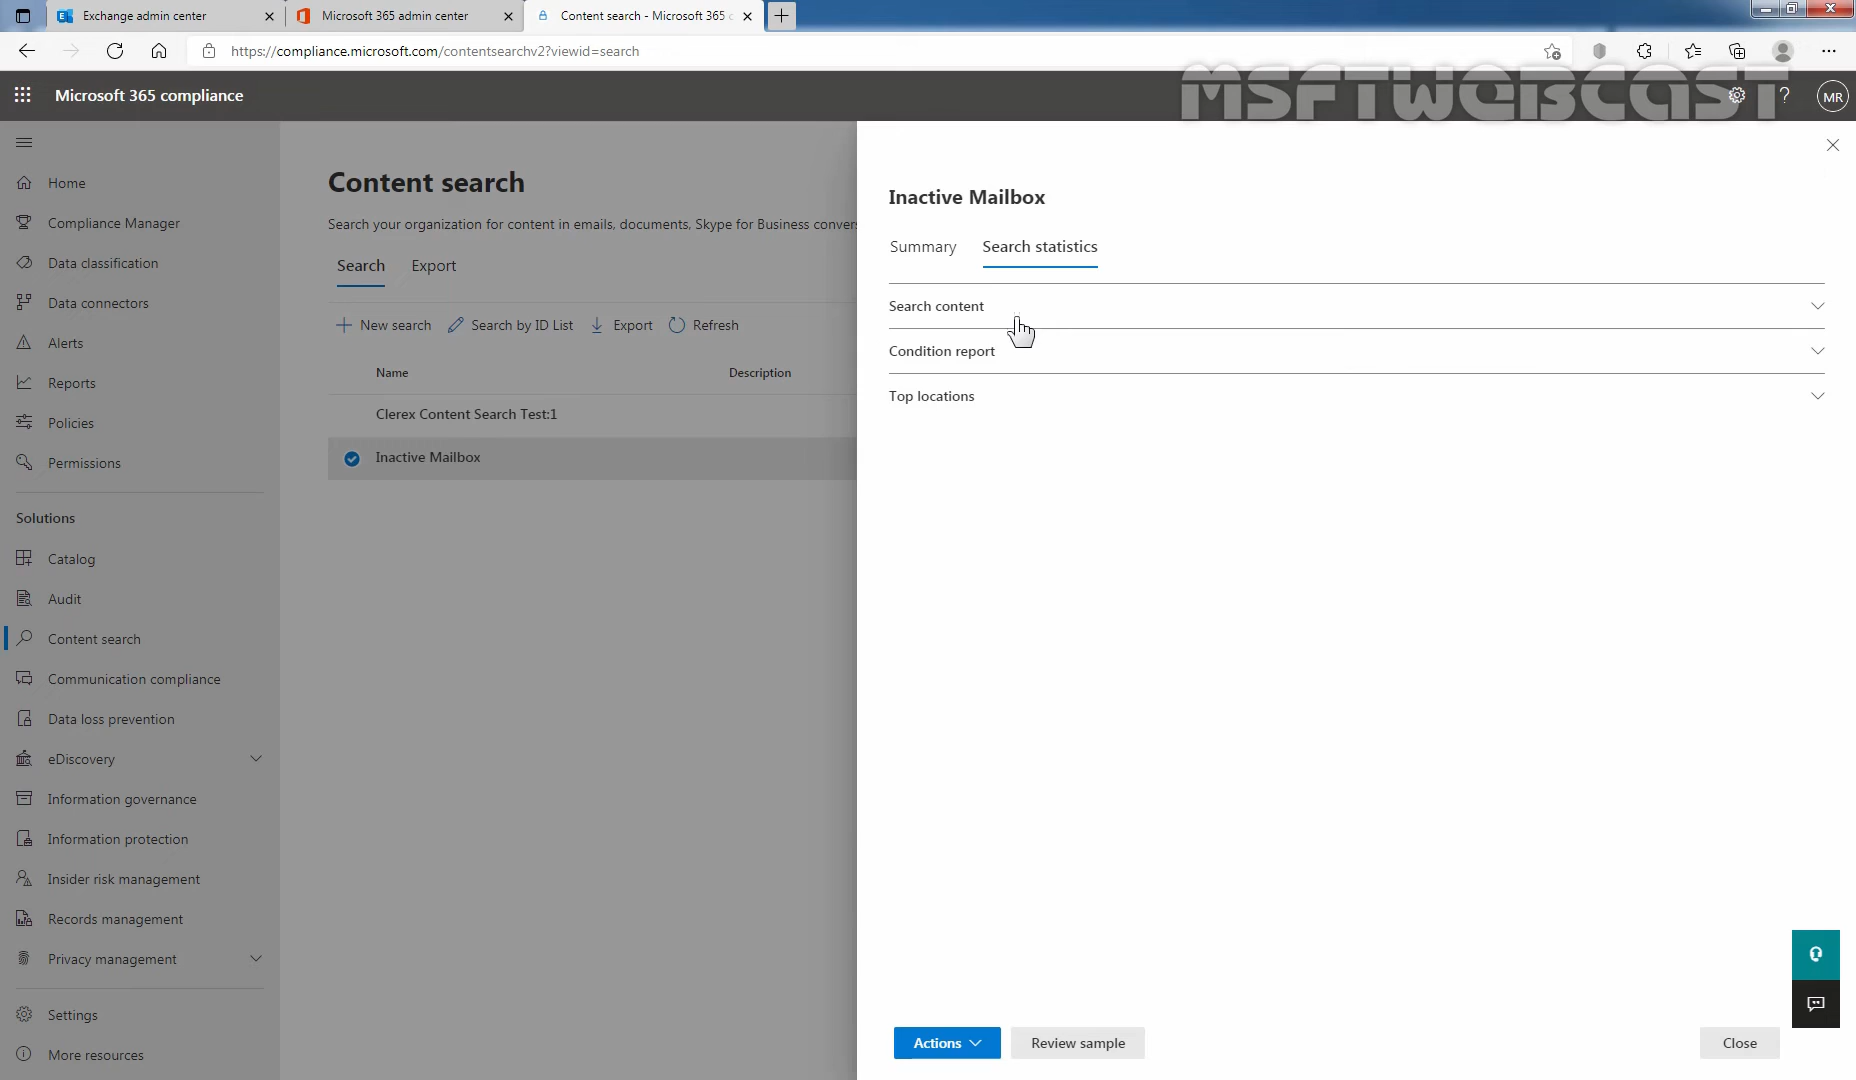 Exchange admin center
Microsoft 365 admin center
Content search - Microsoft 365 c
https://compliance.microsoft.com/contentsearchv2?viewid=search
MSFTWEBCAST
Microsoft 365 compliance
?
MR
Home
Compliance Manager
Data classification
Data connectors
Alerts
Reports
Policies
Permissions
Solutions
Catalog
Audit
Content search
Communication compliance
Data loss prevention
eDiscovery
Information governance
Information protection
Insider risk management
Records management
Privacy management
Settings
More resources
Content search
Search your organization for content in emails, documents, Skype for Business conver
Search Export
New search Search by ID List Export Refresh
Name Description
Clerex Content Search Test:1
Inactive Mailbox
Inactive Mailbox
Summary Search statistics
Search content
Condition report
Top locations
Actions Review sample Close